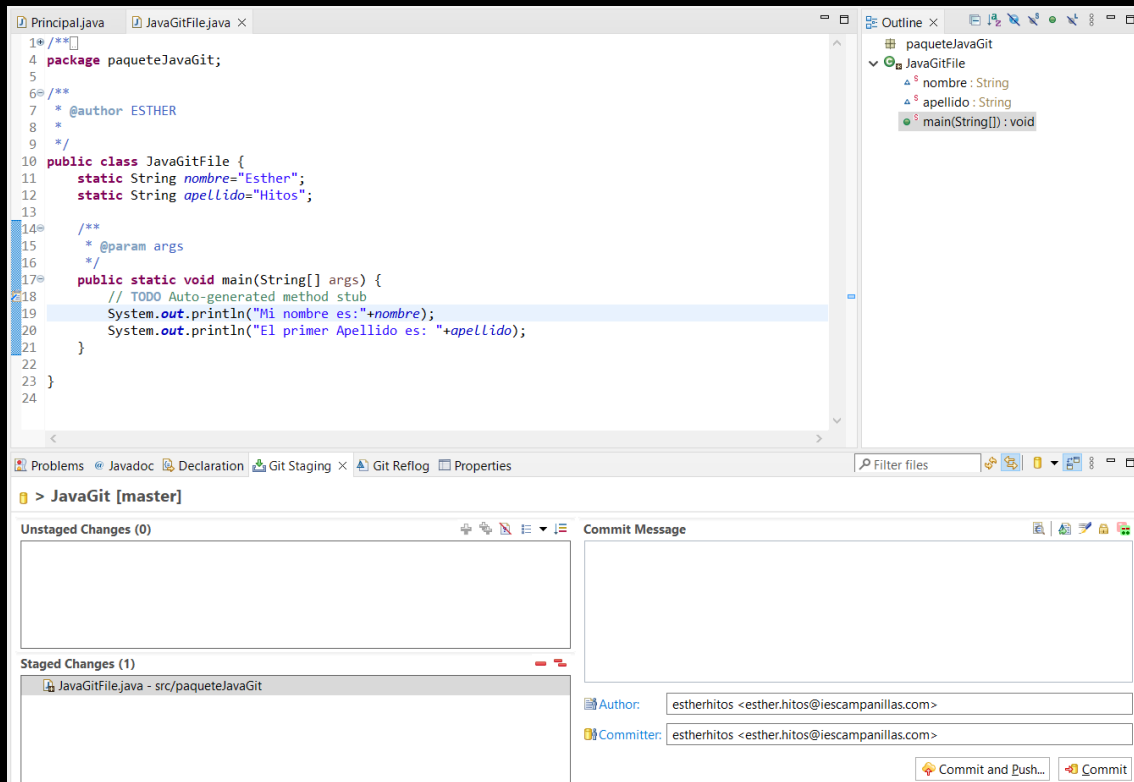 Principal.java JavaGitFile.java
1 /**
4 package paqueteJavaGit;
5
6 /**
7 * @author ESTHER
8 *
9 */
10 public class JavaGitFile {
11 static String nombre="Esther";
12 static String apellido="Hitos";
13
14 /**
15 * @param args
16 */
17 public static void main(String[] args) {
18 // TODO Auto-generated method stub
19 System.out.println("Mi nombre es:"+nombre);
20 System.out.println("El primer Apellido es: "+apellido);
21 }
22
23 }
24
Outline
paqueteJavaGit
JavaGitFile
nombre : String
apellido : String
main(String[]) : void
Problems Javadoc Declaration Git Staging Git Reflog Properties
Filter files
> JavaGit [master]
Unstaged Changes (0)
Staged Changes (1)
JavaGitFile.java - src/paqueteJavaGit
Commit Message
Author: estherhitos <esther.hitos@iescampanillas.com>
Committer: estherhitos <esther.hitos@iescampanillas.com>
Commit and Push... Commit